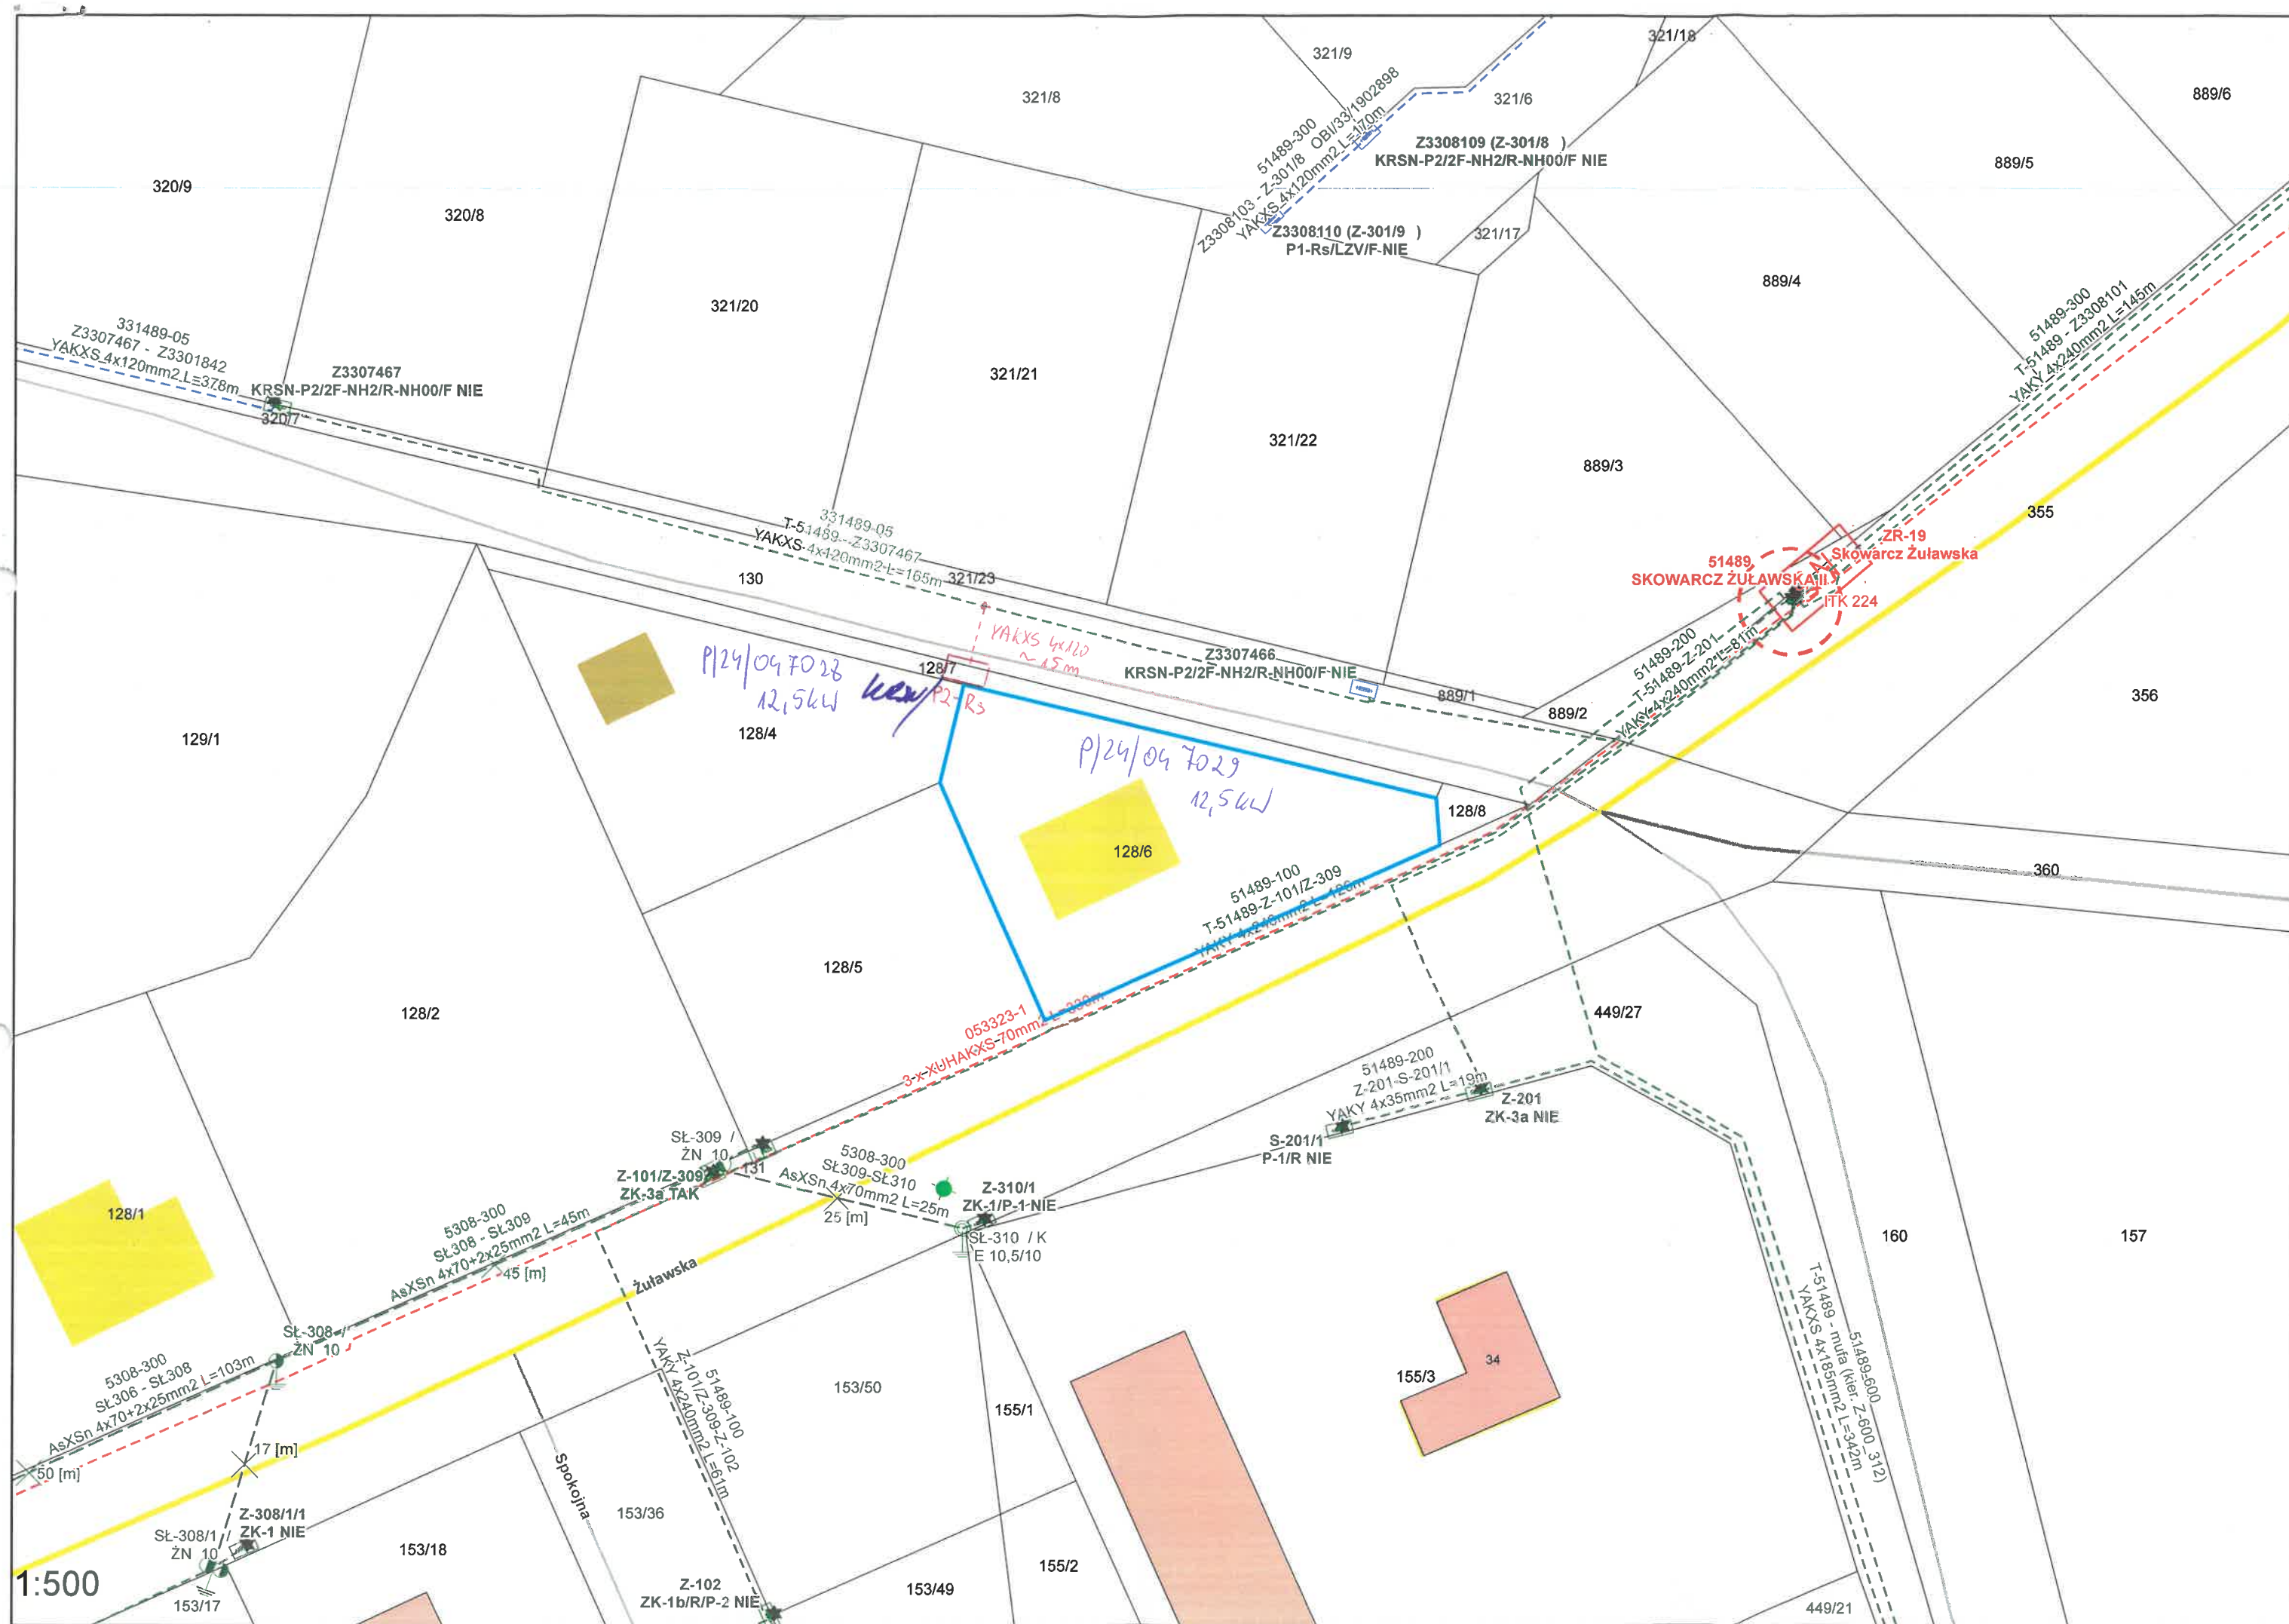 321/9
321/18
321/8
321/6
889/6
51489-300
Z3308103 - Z-301/8 OBI/33/1902898
YAKXS 4x120mm2 L=170m
Z3308109 (Z-301/8 )
KRSN-P2/2F-NH2/R-NH00/F NIE
889/5
320/9
320/8
Z3308110 (Z-301/9 )
P1-Rs/LZV/F-NIE
321/17
889/4
321/20
51489-300
T-51489 - Z3308101
YAKY 4x240mm2 L=145m
331489-05
Z3307467 - Z3301842
YAKXS 4x120mm2 L=378m
Z3307467
KRSN-P2/2F-NH2/R-NH00/F NIE
320/7
321/21
321/22
889/3
355
331489-05
T-51489 - Z3307467
YAKXS 4x120mm2 L=165m
321/23
130
ZR-19
Skowarcz Żuławska
51489
SKOWARCZ ŻUŁAWSKA II
ITK 224
YAKXS 4x120
~15m
P/24/047028
12,5kW
128/7
P2-Rs
Z3307466
KRSN-P2/2F-NH2/R-NH00/F-NIE
51489-200
T-51489-Z-201
YAKY 4x240mm2 L=81m
889/1
889/2
356
129/1
128/4
P/24/047029
12,5kW
128/8
128/6
360
51489-100
T-51489-Z-101/Z-309
YAKY 4x240mm2 L=126m
128/5
128/2
053323-1
3 x XUHAKXS 70mm2 L=330m
449/27
51489-200
Z-201-S-201/1
YAKY 4x35mm2 L=19m
Z-201
ZK-3a NIE
S-201/1
P-1/R NIE
SŁ-309 /
ŻN 10
131
Z-101/Z-309
ZK-3a TAK
5308-300
SŁ309-SŁ310
AsXSn 4x70mm2 L=25m
25 [m]
Z-310/1
ZK-1/P-1 NIE
SŁ-310 / K
E 10,5/10
128/1
5308-300
SŁ308 - SŁ309
AsXSn 4x70+2x25mm2 L=45m
45 [m]
Żuławska
160
157
SŁ-308 /
ŻN 10
5308-300
SŁ306 - SŁ308
AsXSn 4x70+2x25mm2 L=103m
50 [m]
17 [m]
51489-100
Z-101/Z-309-Z-102
YAKY 4x240mm2 L=61m
153/50
155/1
155/3
34
51489-600
T-51489 - mufa (kier. Z-600_312)
YAKXS 4x185mm2 L=342m
Spokojna
153/36
Z-308/1/1
ZK-1 NIE
SŁ-308/1 /
ŻN 10
153/18
155/2
153/49
Z-102
ZK-1b/R/P-2 NIE
1:500
153/17
449/21